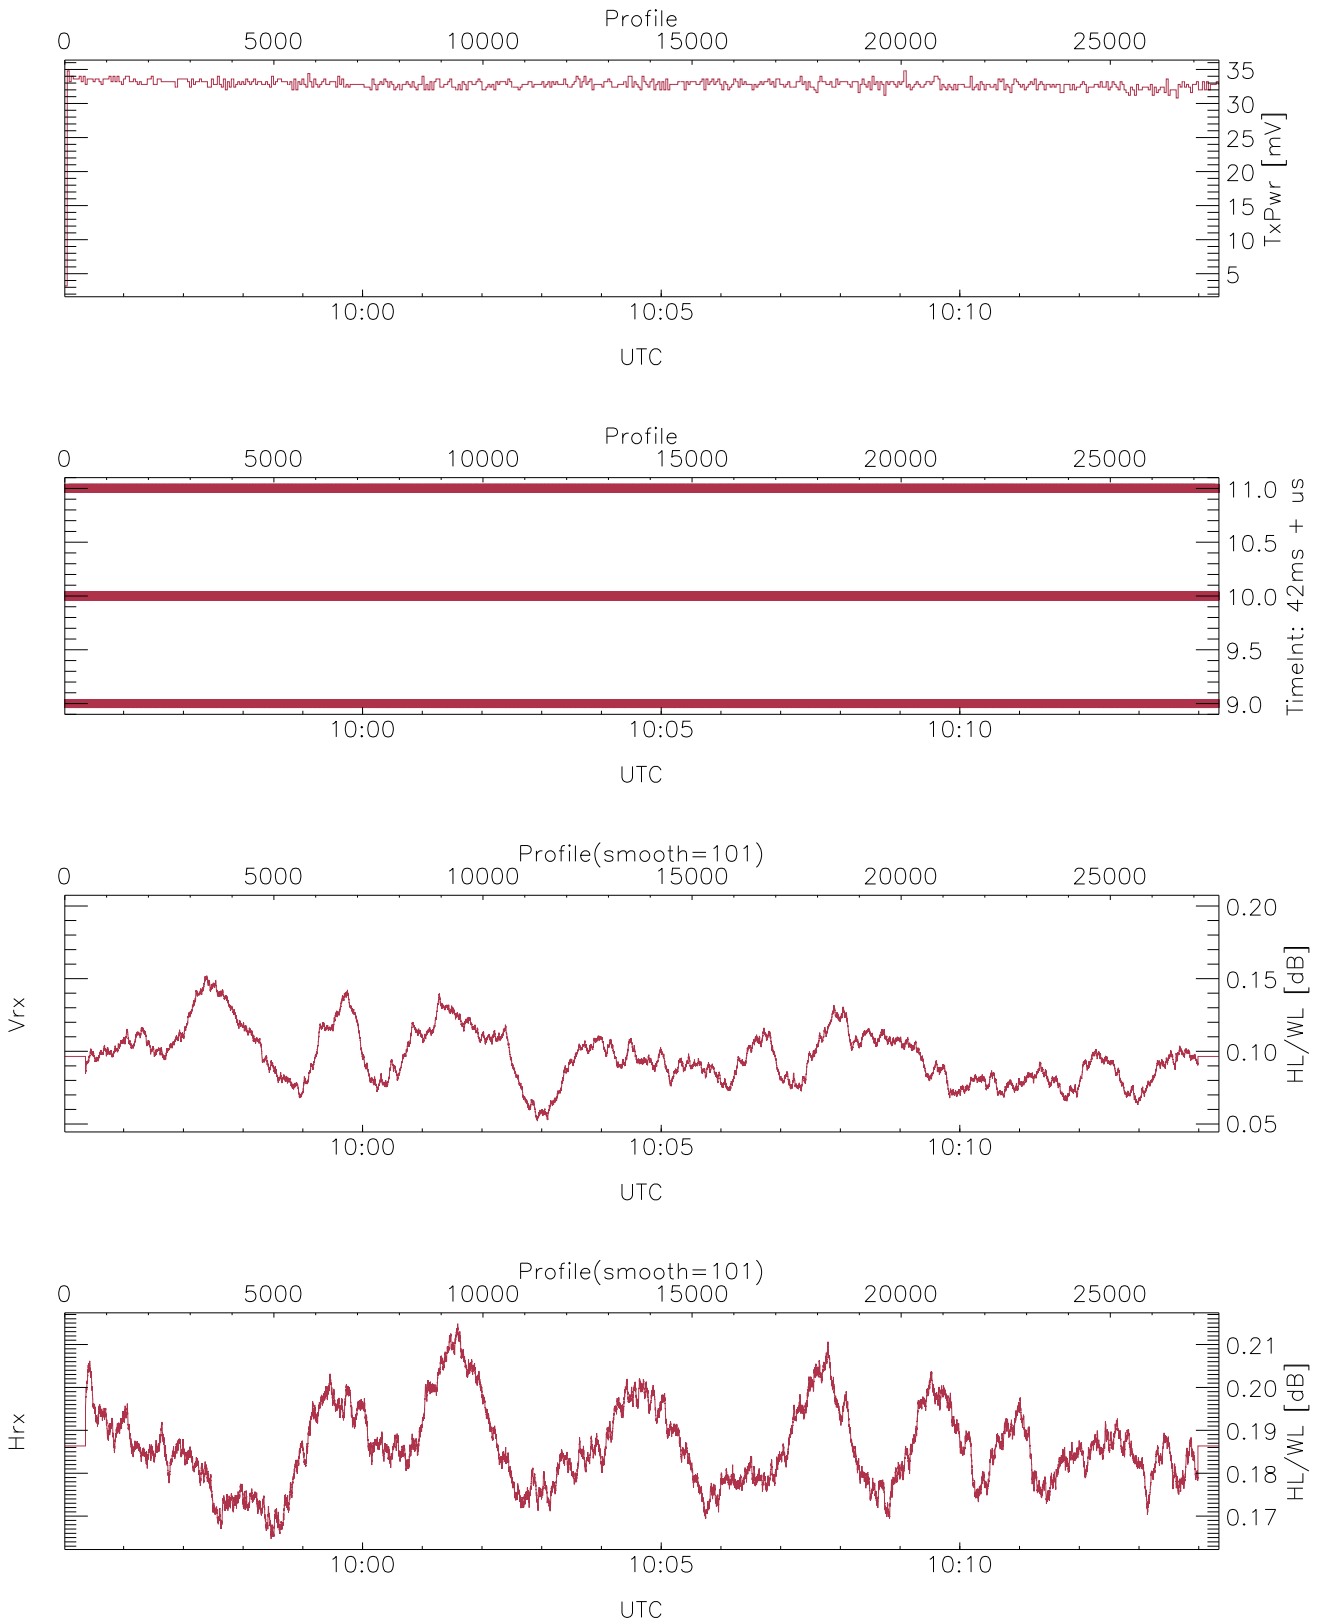 Profile
0 5000 10000 15000 20000 25000
35
30
25
20
15
10
5
TxPwr [mV]
10:00 10:05 10:10
UTC
Profile
0 5000 10000 15000 20000 25000
11.0
10.5
10.0
9.5
9.0
TimeInt: 42ms + us
10:00 10:05 10:10
UTC
Profile(smooth=101)
0 5000 10000 15000 20000 25000
Vrx
0.20
0.15
0.10
0.05
HL/WL [dB]
10:00 10:05 10:10
UTC
Profile(smooth=101)
0 5000 10000 15000 20000 25000
Hrx
0.21
0.20
0.19
0.18
0.17
HL/WL [dB]
10:00 10:05 10:10
UTC